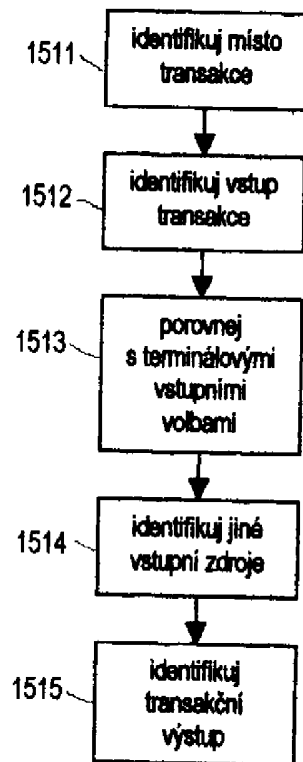 1511
identifikuj místo
transakce
1512
identifikuj vstup
transakce
1513
porovnej
s terminálovými
vstupními
volbami
1514
identifikuj jiné
vstupní zdroje
1515
identifikuj
transakční
výstup